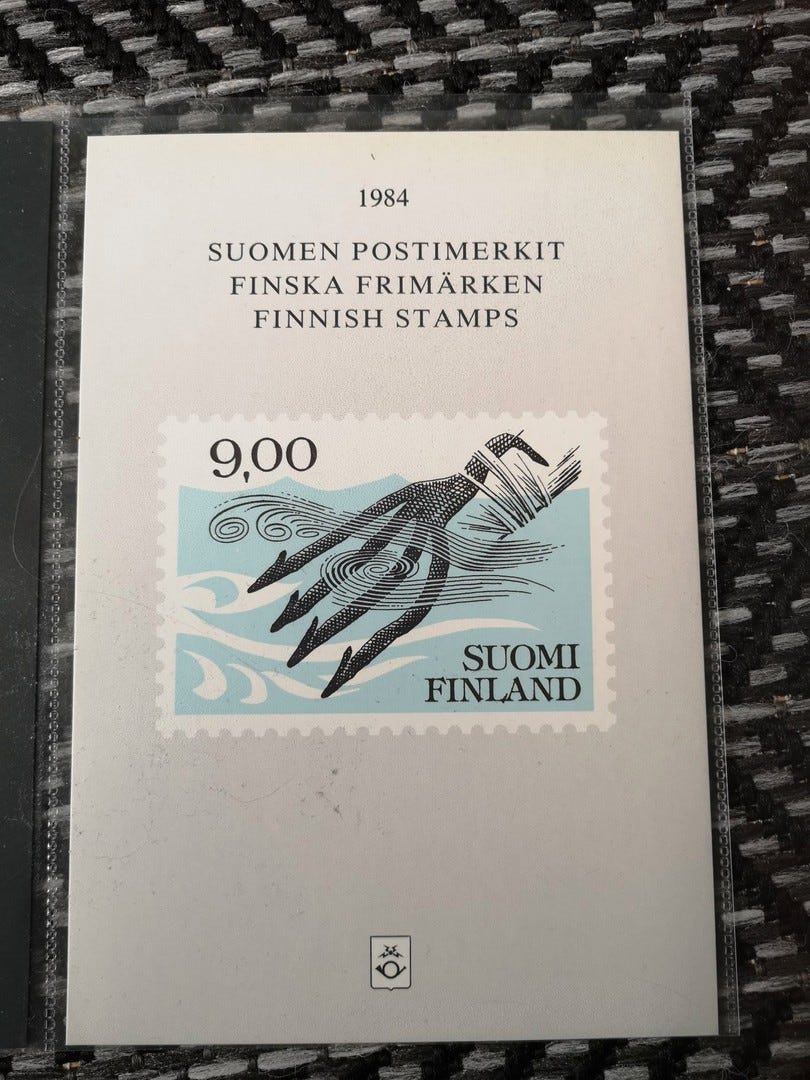 1984
SUOMEN POSTIMERKIT
FINSKA FRIMÄRKEN
FINNISH STAMPS
9,00
SUOMI
FINLAND